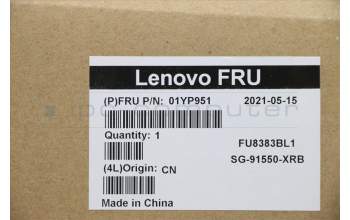 Lenovo FRU
(P)FRU P/N: 01YP951 2021-05-15
ipcomputer
Quantity: 1
FU8383BL1
SG-91550-XRB
(4L)Origin: CN
Made in China